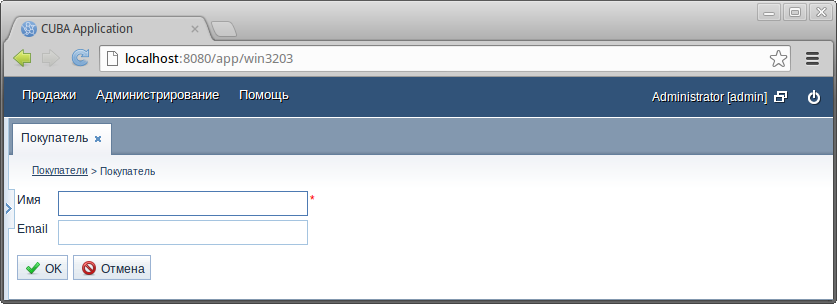 CUBA Application
localhost:8080/app/win3203
Продажи Администрирование Помощь Administrator [admin]
Покупатель
Покупатели > Покупатель
Имя *
Email
OK Отмена